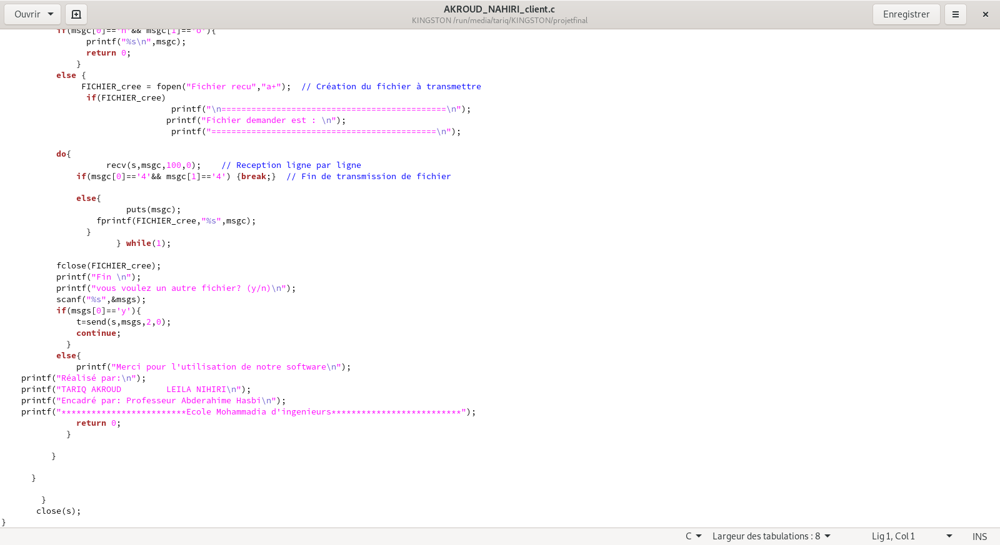 Ouvrir
AKROUD_NAHIRI_client.c
KINGSTON /run/media/tariq/KINGSTON/projetfinal
Enregistrer
if(msgc[0]=='n'&& msgc[1]=='o'){
printf("%s\n",msgc);
return 0;
}
else {
FICHIER_cree = fopen("Fichier recu","a+");  // Création du fichier à transmettre
if(FICHIER_cree)
printf("\n=============================================\n");
printf("Fichier demander est : \n");
printf("=============================================\n");
do{
recv(s,msgc,100,0);    // Reception ligne par ligne
if(msgc[0]=='4'&& msgc[1]=='4') {break;}  // Fin de transmission de fichier
else{
puts(msgc);
fprintf(FICHIER_cree,"%s",msgc);
}
} while(1);
fclose(FICHIER_cree);
printf("Fin \n");
printf("vous voulez un autre fichier? (y/n)\n");
scanf("%s",&msgs);
if(msgs[0]=='y'){
t=send(s,msgs,2,0);
continue;
}
else{
printf("Merci pour l'utilisation de notre software\n");
printf("Réalisé par:\n");
printf("TARIQ AKROUD         LEILA NIHIRI\n");
printf("Encadré par: Professeur Abderahime Hasbi\n");
printf("*************************Ecole Mohammadia d'ingenieurs**************************");
return 0;
}
}
}
}
close(s);
}
C
Largeur des tabulations : 8
Lig 1, Col 1
INS